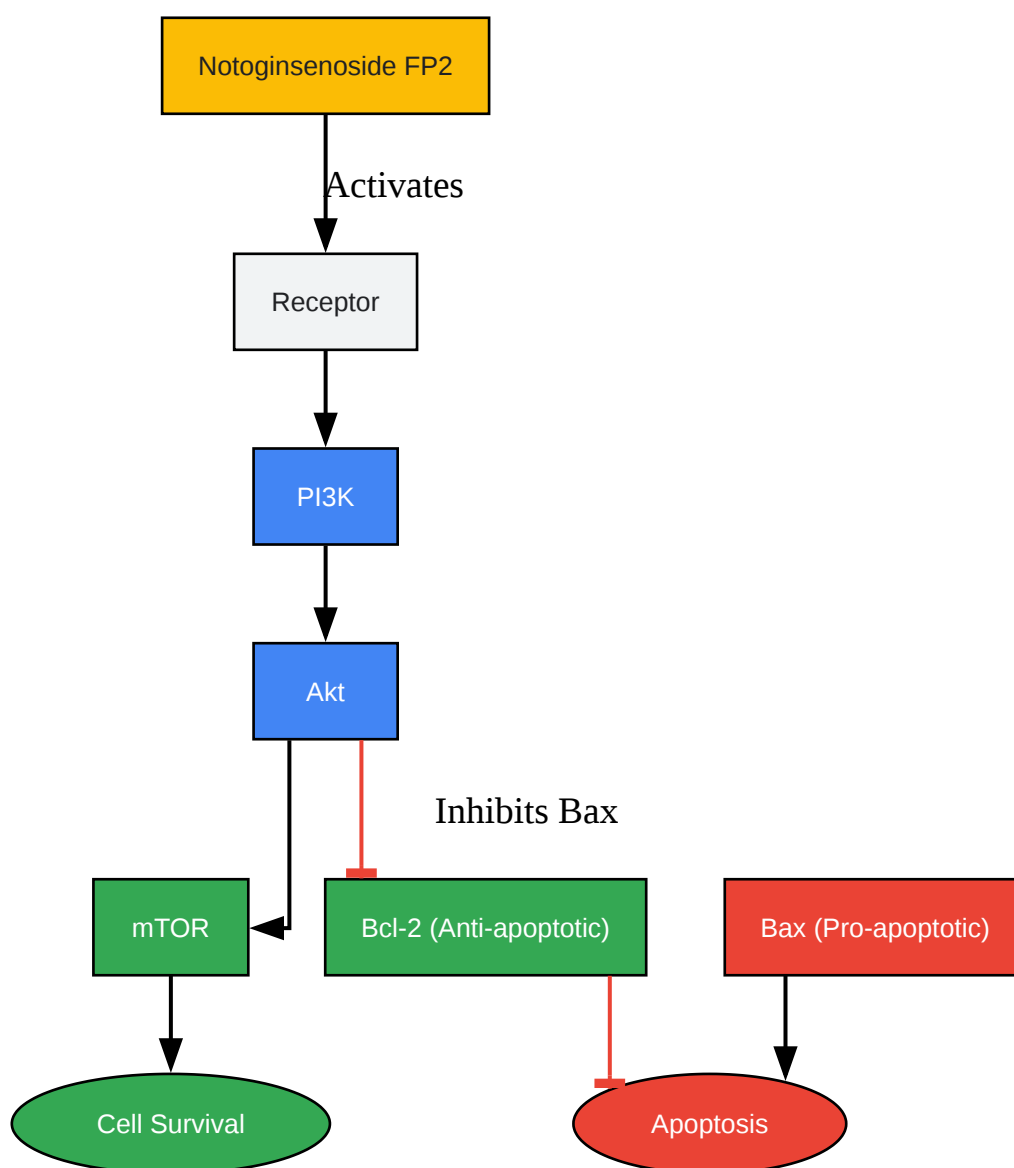 Notoginsenoside FP2
Activates
Receptor
PI3K
Akt
Inhibits Bax
mTOR
Bcl-2 (Anti-apoptotic)
Bax (Pro-apoptotic)
Cell Survival
Apoptosis